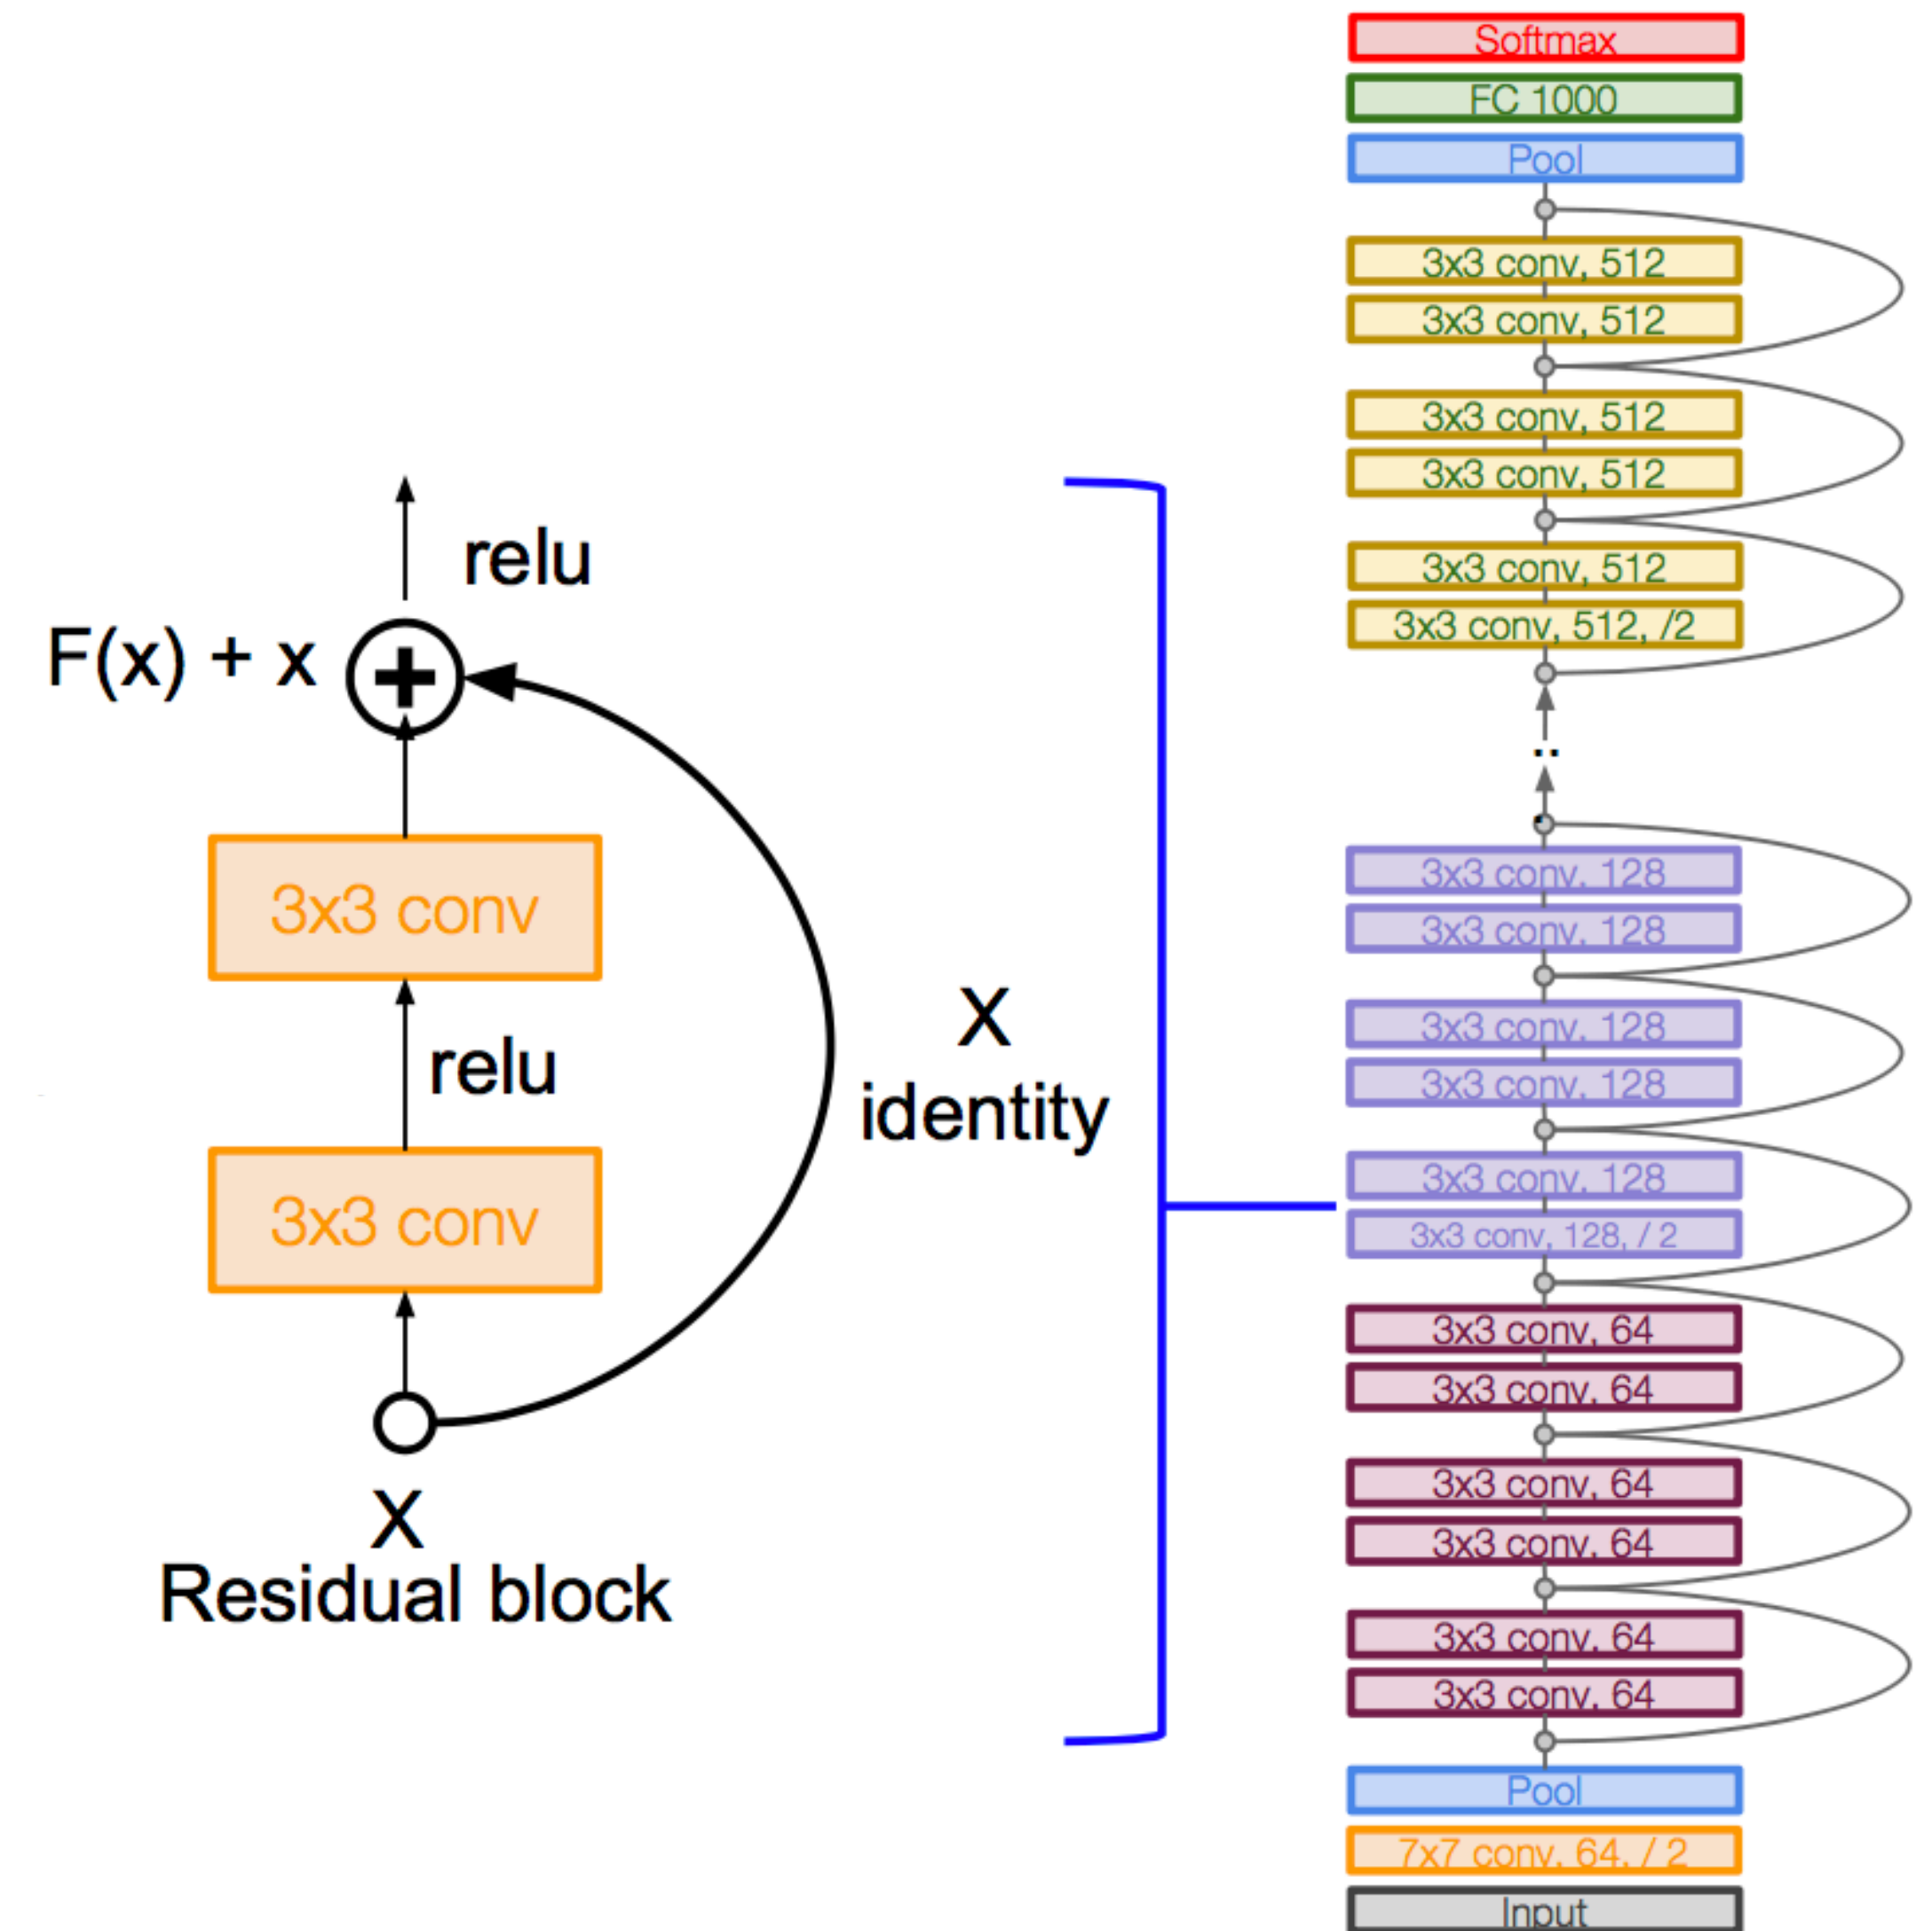 relu
F(x) + x
3x3 conv
relu
3x3 conv
X
identity
X
Residual block
Softmax
FC 1000
Pool
3x3 conv, 512
3x3 conv, 512
3x3 conv, 512
3x3 conv, 512
3x3 conv, 512
3x3 conv, 512, /2
..
.
3x3 conv, 128
3x3 conv, 128
3x3 conv, 128
3x3 conv, 128
3x3 conv, 128
3x3 conv, 128, / 2
3x3 conv, 64
3x3 conv, 64
3x3 conv, 64
3x3 conv, 64
3x3 conv, 64
3x3 conv, 64
Pool
7x7 conv, 64, / 2
Input